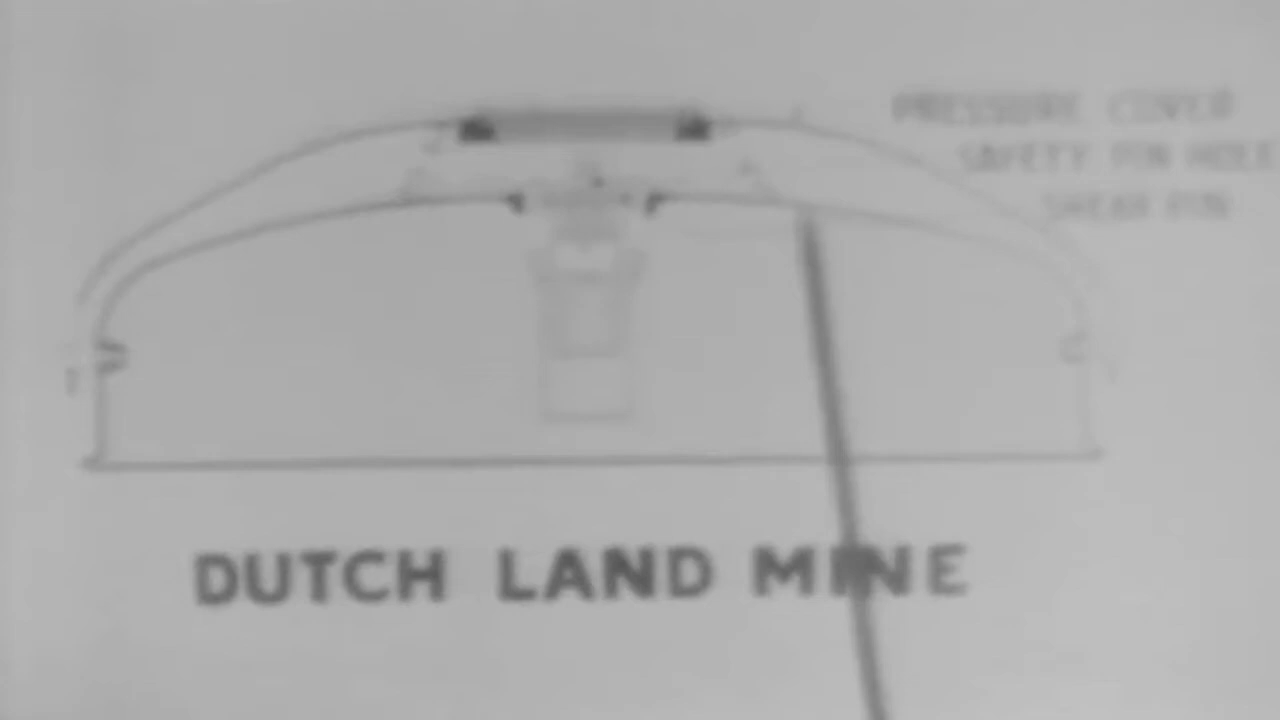 PRESSURE COVER
SAFETY PIN HOLE
SHEAR PIN
DUTCH LAND MINE